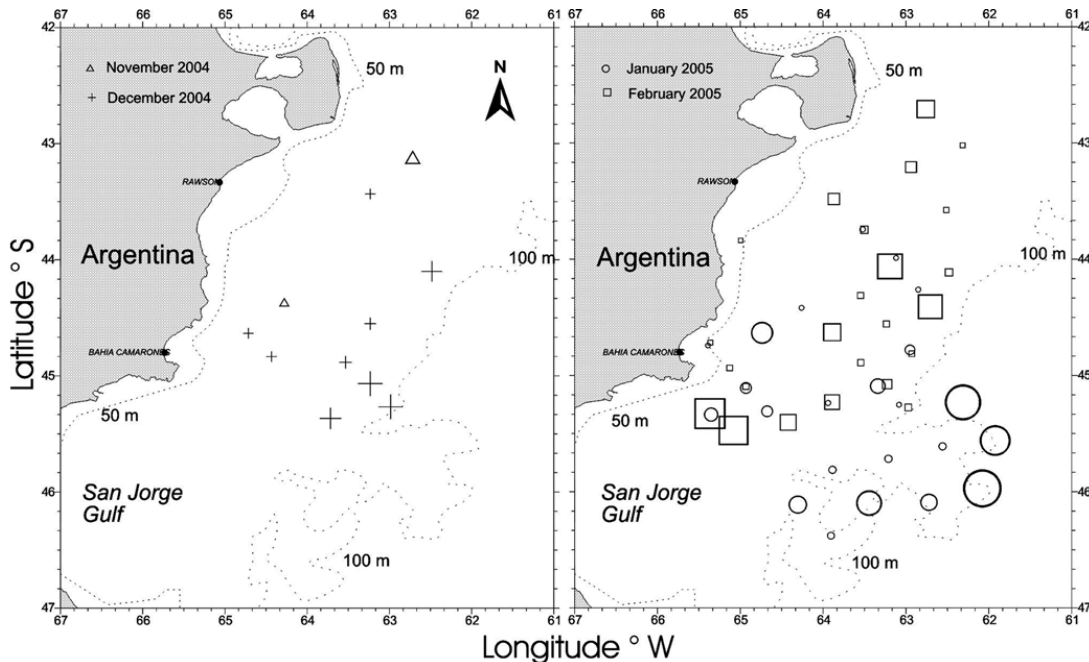 67 66 65 64 63 62 61
67 66 65 64 63 62 61
42
42
50 m
50 m
November 2004
December 2004
N
January 2005
February 2005
43
43
RAWSON
RAWSON
Argentina
Argentina
100 m
100 m
44
44
Latitude ° S
BAHIA CAMARONES
BAHIA CAMARONES
45
45
50 m
50 m
San Jorge
Gulf
San Jorge
Gulf
46
46
100 m
100 m
47
47
67 66 65 64 63 62 61
67 66 65 64 63 62 61
Longitude ° W